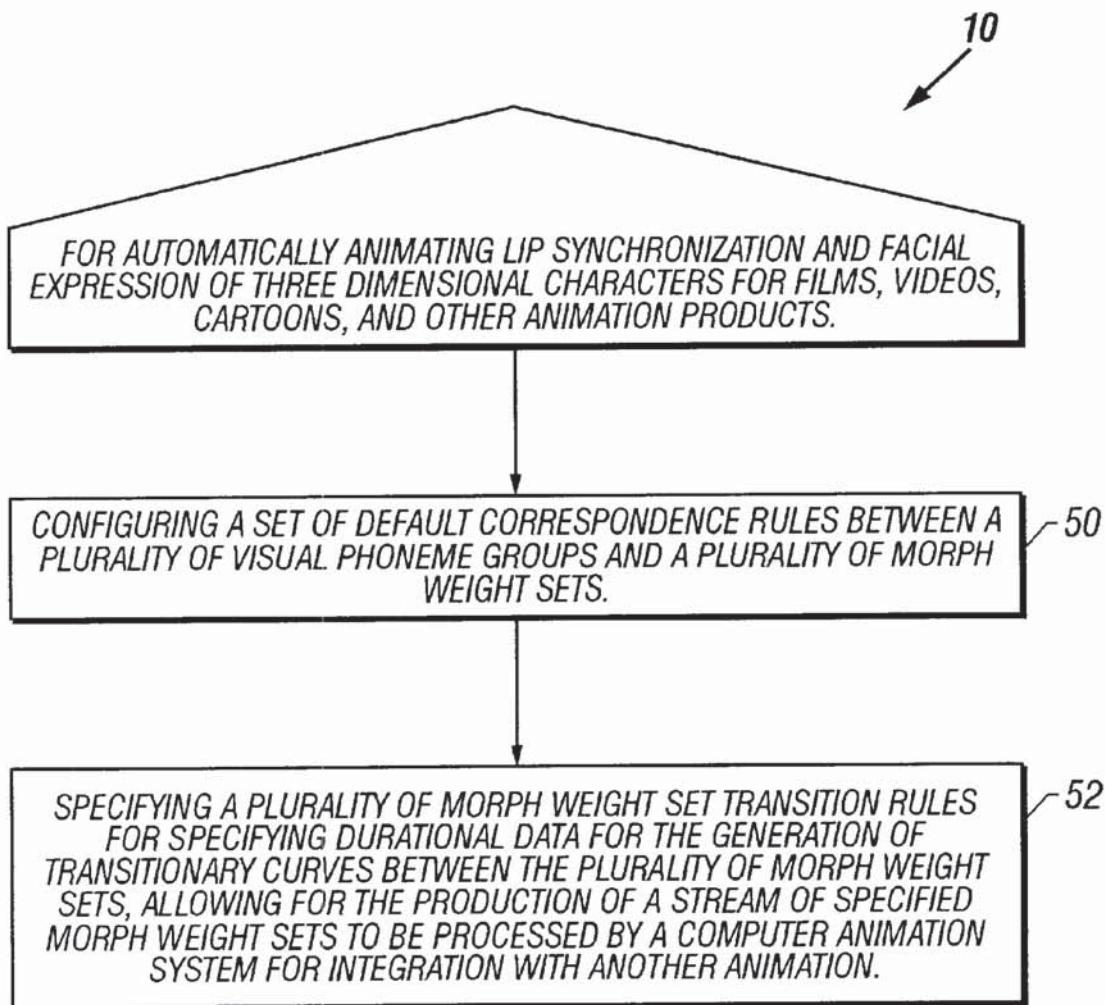 10
FOR AUTOMATICALLY ANIMATING LIP SYNCHRONIZATION AND FACIAL
EXPRESSION OF THREE DIMENSIONAL CHARACTERS FOR FILMS, VIDEOS,
CARTOONS, AND OTHER ANIMATION PRODUCTS.
CONFIGURING A SET OF DEFAULT CORRESPONDENCE RULES BETWEEN A
PLURALITY OF VISUAL PHONEME GROUPS AND A PLURALITY OF MORPH
WEIGHT SETS.
50
SPECIFYING A PLURALITY OF MORPH WEIGHT SET TRANSITION RULES
FOR SPECIFYING DURATIONAL DATA FOR THE GENERATION OF
TRANSITIONARY CURVES BETWEEN THE PLURALITY OF MORPH WEIGHT
SETS, ALLOWING FOR THE PRODUCTION OF A STREAM OF SPECIFIED
MORPH WEIGHT SETS TO BE PROCESSED BY A COMPUTER ANIMATION
SYSTEM FOR INTEGRATION WITH ANOTHER ANIMATION.
52